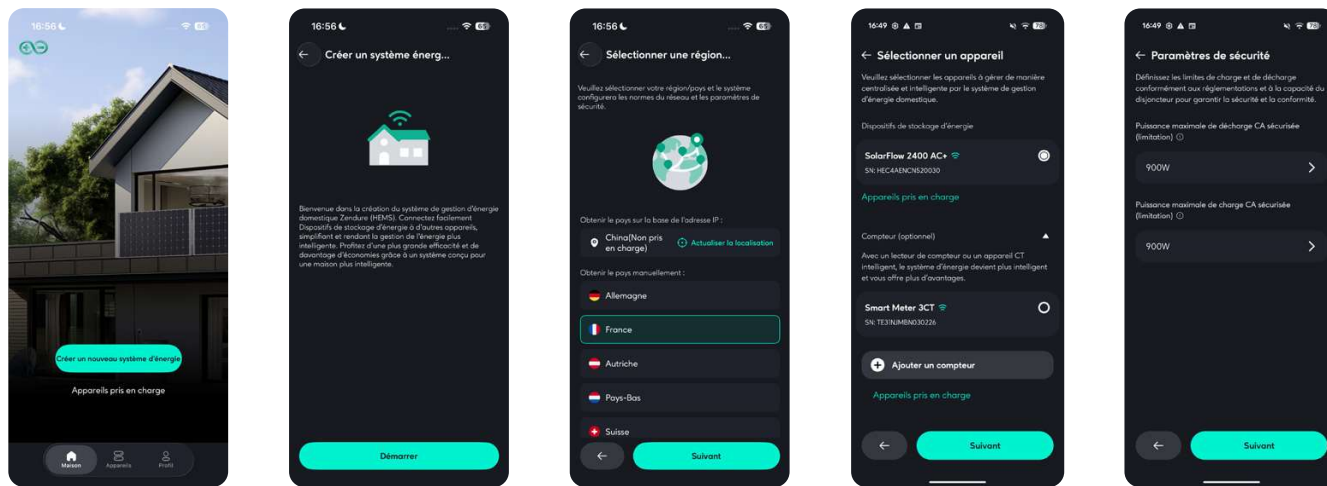 16:56
65
Créer un nouveau système d'énergie
Appareils pris en charge
Maison
Appareils
Profil
16:56
65
Créer un système énerg...
Bienvenue dans la création du système de gestion d'énergie
domestique Zendure (HEMS). Connectez facilement
Dispositifs de stockage d'énergie à d'autres appareils,
simplifiant et rendant la gestion de l'énergie plus
intelligente. Profitez d'une plus grande efficacité et de
davantage d'économies grâce à un système conçu pour
une maison plus intelligente.
Démarrer
16:56
65
Sélectionner une région...
Veuillez sélectionner votre région/pays et le système
configurera les normes du réseau et les paramètres de
sécurité.
Obtenir le pays sur la base de l'adresse IP :
China(Non pris
en charge)
Actualiser la localisation
Obtenir le pays manuellement :
Allemagne
France
Autriche
Pays-Bas
Suisse
Suivant
16:49
78
Sélectionner un appareil
Veuillez sélectionner les appareils à gérer de manière
centralisée et intelligente par le système de gestion
d'énergie domestique.
Dispositifs de stockage d'énergie
SolarFlow 2400 AC+
SN: HEC4AENCN520030
Appareils pris en charge
Compteur (optionnel)
Avec un lecteur de compteur ou un appareil CT
intelligent, le système d'énergie devient plus intelligent
et vous offre plus d'avantages.
Smart Meter 3CT
SN: TE31NJMBN030226
Ajouter un compteur
Appareils pris en charge
Suivant
16:49
78
Paramètres de sécurité
Définissez les limites de charge et de décharge
conformément aux réglementations et à la capacité du
disjoncteur pour garantir la sécurité et la conformité.
Puissance maximale de décharge CA sécurisée
(limitation)
900W
Puissance maximale de charge CA sécurisée
(limitation)
900W
Suivant